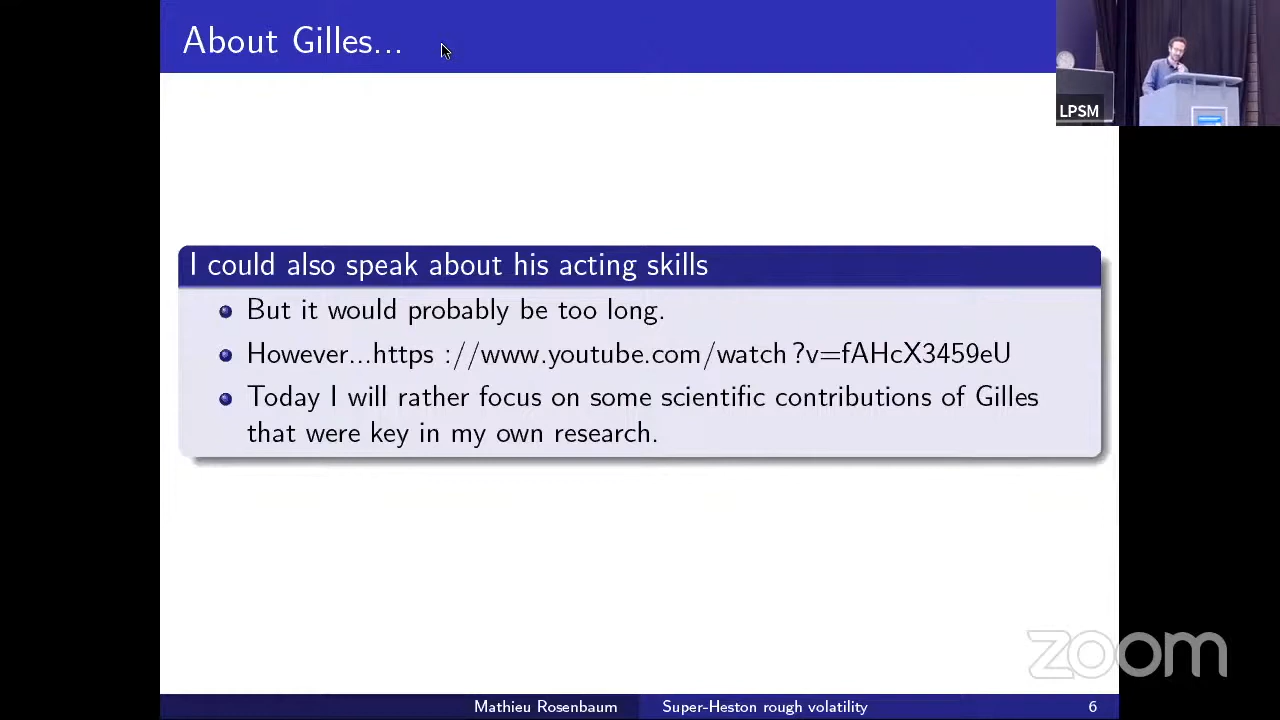 About Gilles...
LPSM
I could also speak about his acting skills
But it would probably be too long.
However...https ://www.youtube.com/watch ?v=fAHcX3459eU
Today I will rather focus on some scientific contributions of Gilles
that were key in my own research.
zoom
Mathieu Rosenbaum
Super-Heston rough volatility
6